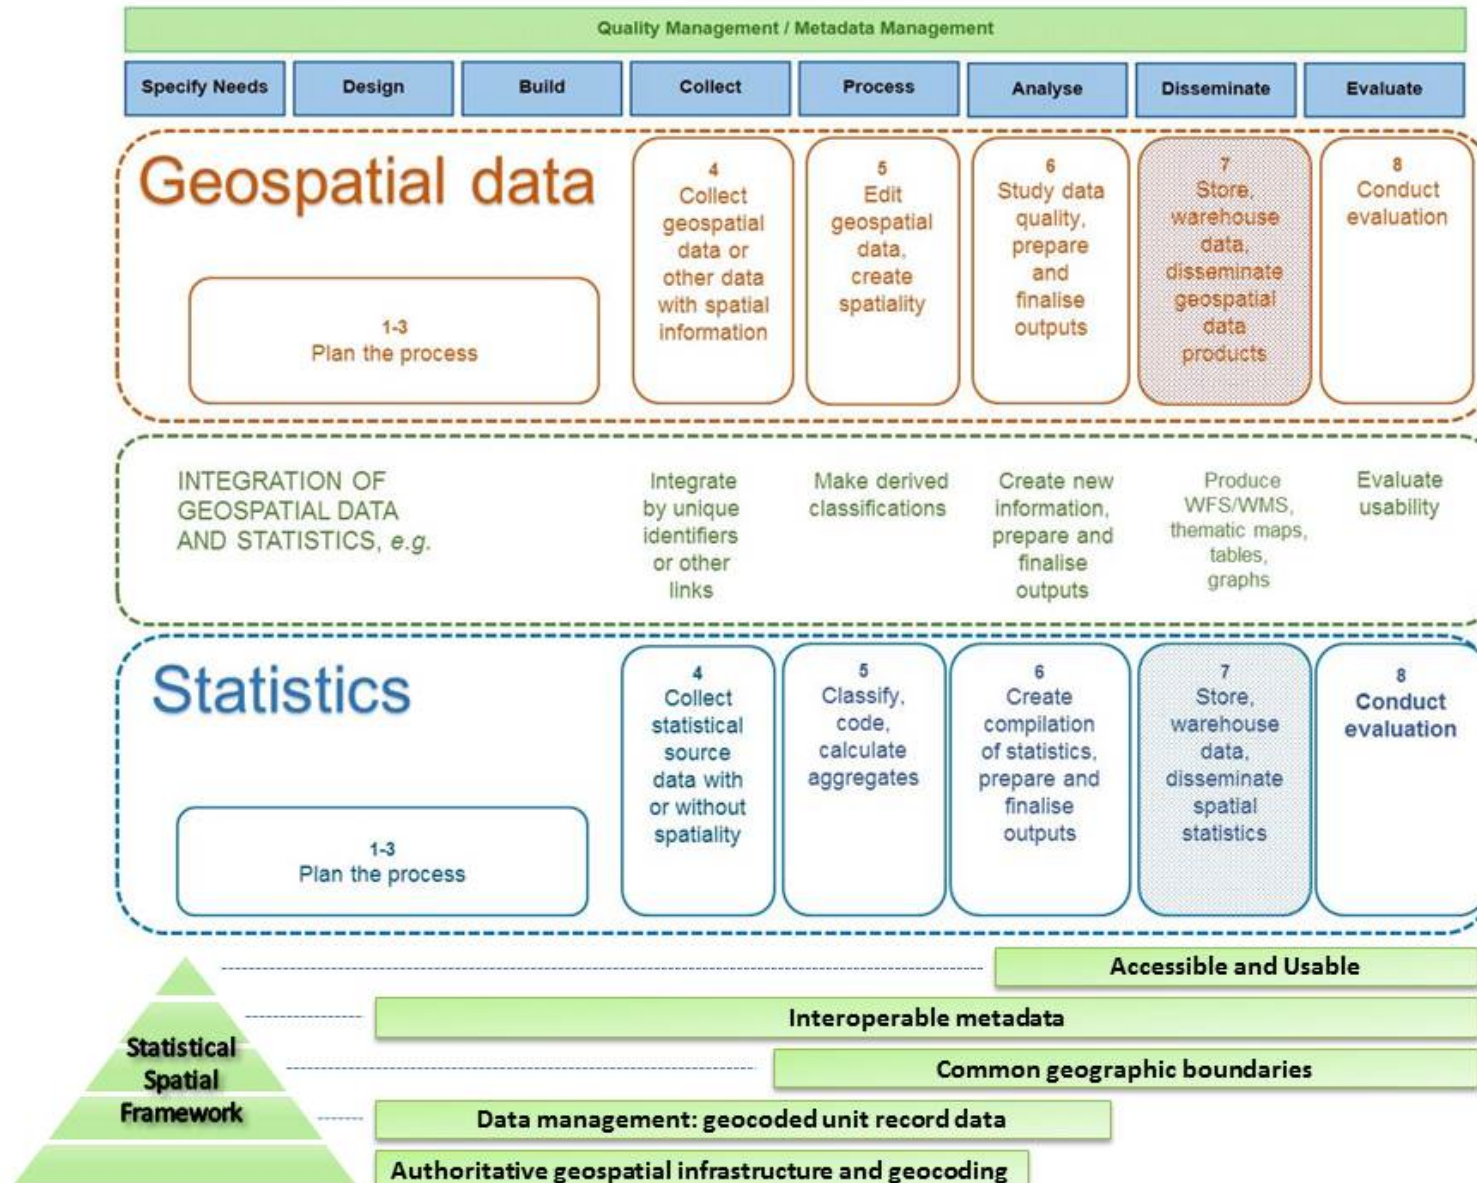 Quality Management / Metadata Management
Specify Needs
Design
Build
Collect
Process
Analyse
Disseminate
Evaluate
Geospatial data
1-3
Plan the process
4
Collect
geospatial
data or
other data
with spatial
information
5
Edit
geospatial
data,
create
spatiality
6
Study data
quality,
prepare
and
finalise
outputs
7
Store,
warehouse
data,
disseminate
geospatial
data
products
8
Conduct
evaluation
INTEGRATION OF
GEOSPATIAL DATA
AND STATISTICS, e.g.
Integrate
by unique
identifiers
or other
links
Make derived
classifications
Create new
information,
prepare and
finalise
outputs
Produce
WFS/WMS,
thematic maps,
tables,
graphs
Evaluate
usability
Statistics
1-3
Plan the process
4
Collect
statistical
source
data with
or without
spatiality
5
Classify,
code,
calculate
aggregates
6
Create
compilation
of statistics,
prepare and
finalise
outputs
7
Store,
warehouse
data,
disseminate
spatial
statistics
8
Conduct
evaluation
Statistical
Spatial
Framework
Accessible and Usable
Interoperable metadata
Common geographic boundaries
Data management: geocoded unit record data
Authoritative geospatial infrastructure and geocoding